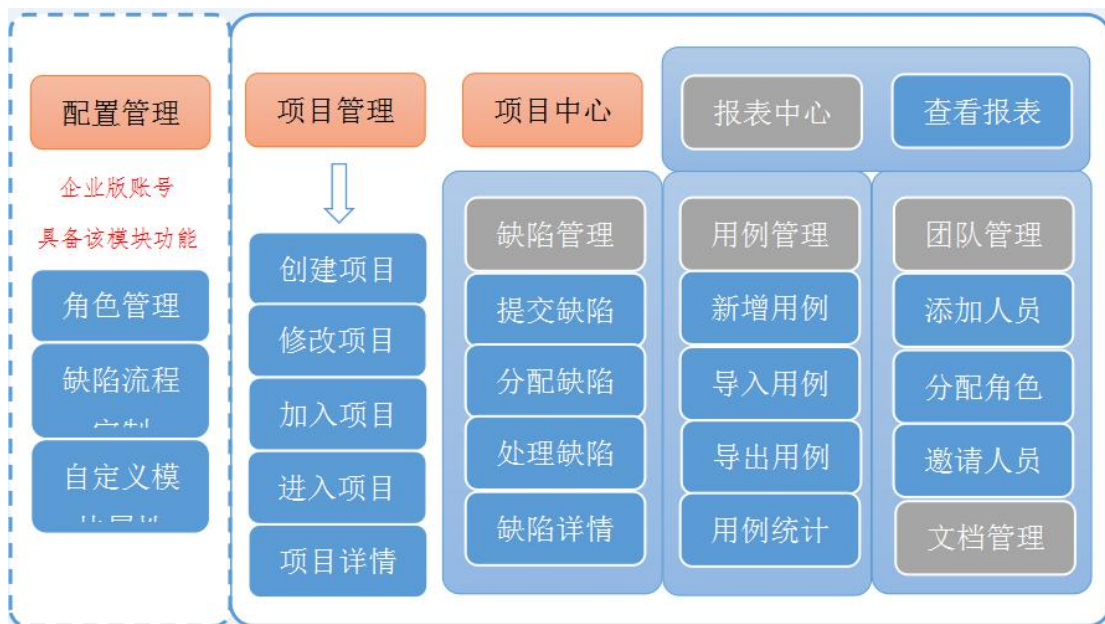 配置管理
企业版账号
具备该模块功能
角色管理
缺陷流程
自定义模
项目管理
创建项目
修改项目
加入项目
进入项目
项目详情
项目中心
报表中心
查看报表
缺陷管理
提交缺陷
分配缺陷
处理缺陷
缺陷详情
用例管理
新增用例
导入用例
导出用例
用例统计
团队管理
添加人员
分配角色
邀请人员
文档管理